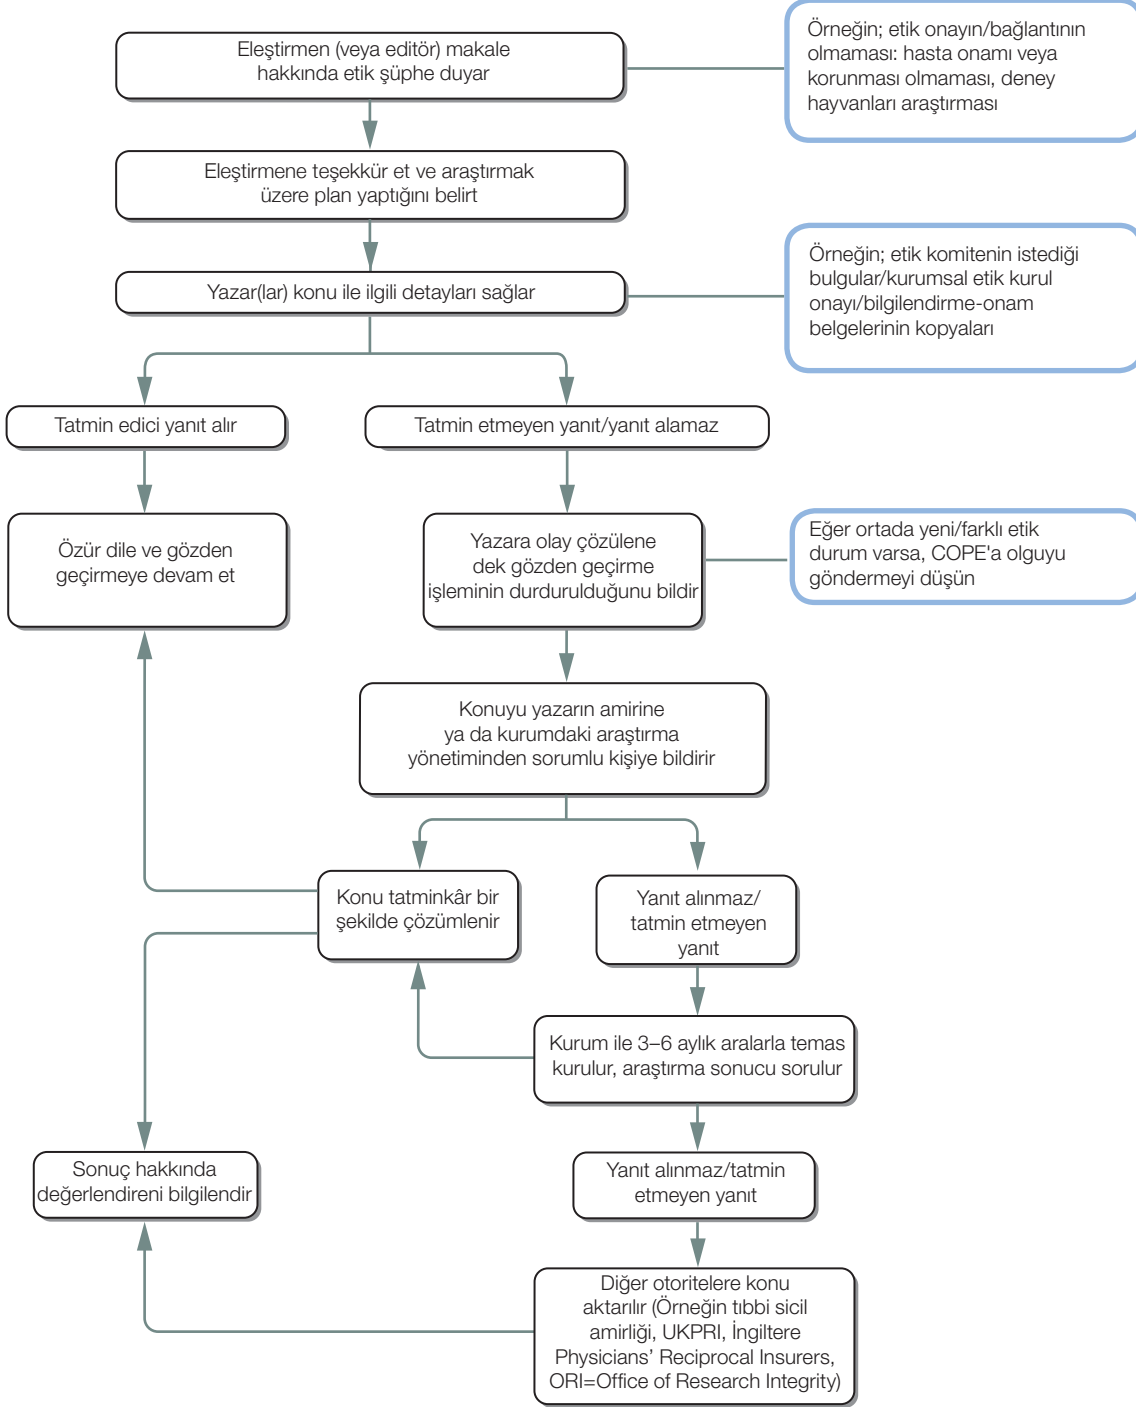 Eleştirmen (veya editör) makale
hakkında etik şüphe duyar
Örneğin; etik onayın/bağlantının
olmaması: hasta onamı veya
korunması olmaması, deney
hayvanları araştırması
Eleştirmene teşekkür et ve araştırmak
üzere plan yaptığını belirt
Yazar(lar) konu ile ilgili detayları sağlar
Örneğin; etik komitenin istediği
bulgular/kurumsal etik kurul
onayı/bilgilendirme-onam
belgelerinin kopyaları
Tatmin edici yanıt alır
Tatmin etmeyen yanıt/yanıt alamaz
Özür dile ve gözden
geçirmeye devam et
Yazara olay çözülene
dek gözden geçirme
işleminin durdurulduğunu bildir
Eğer ortada yeni/farklı etik
durum varsa, COPE'a olguyu
göndermeyi düşün
Konuyu yazarın amirine
ya da kurumdaki araştırma
yönetiminden sorumlu kişiye bildirir
Konu tatminkâr bir
şekilde çözümlenir
Yanıt alınmaz/
tatmin etmeyen
yanıt
Kurum ile 3–6 aylık aralarla temas
kurulur, araştırma sonucu sorulur
Sonuç hakkında
değerlendireni bilgilendir
Yanıt alınmaz/tatmin
etmeyen yanıt
Diğer otoritelere konu
aktarılır (Örneğin tıbbi sicil
amirliği, UKPRI, İngiltere
Physicians’ Reciprocal Insurers,
ORI=Office of Research Integrity)